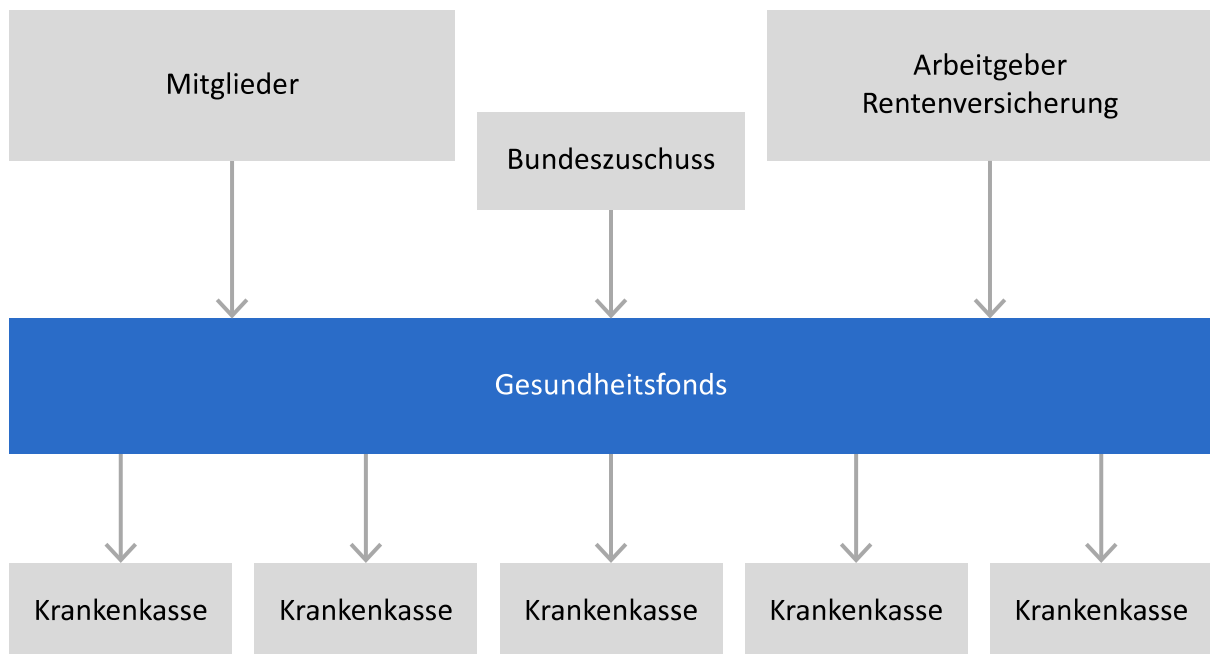 Mitglieder
Bundeszuschuss
Arbeitgeber
Rentenversicherung
Gesundheitsfonds
Krankenkasse
Krankenkasse
Krankenkasse
Krankenkasse
Krankenkasse